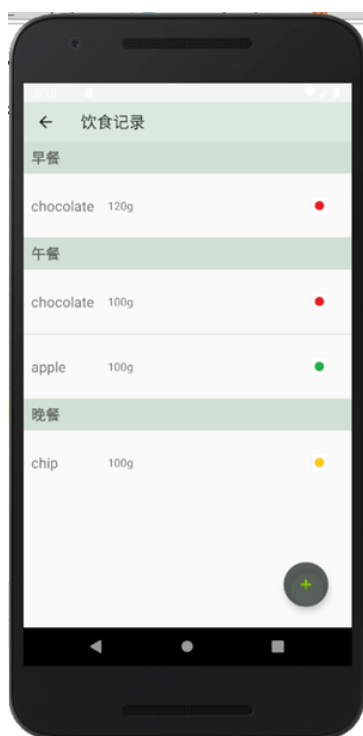 饮食记录
早餐
chocolate 120g
午餐
chocolate 100g
apple 100g
晚餐
chip 100g
+